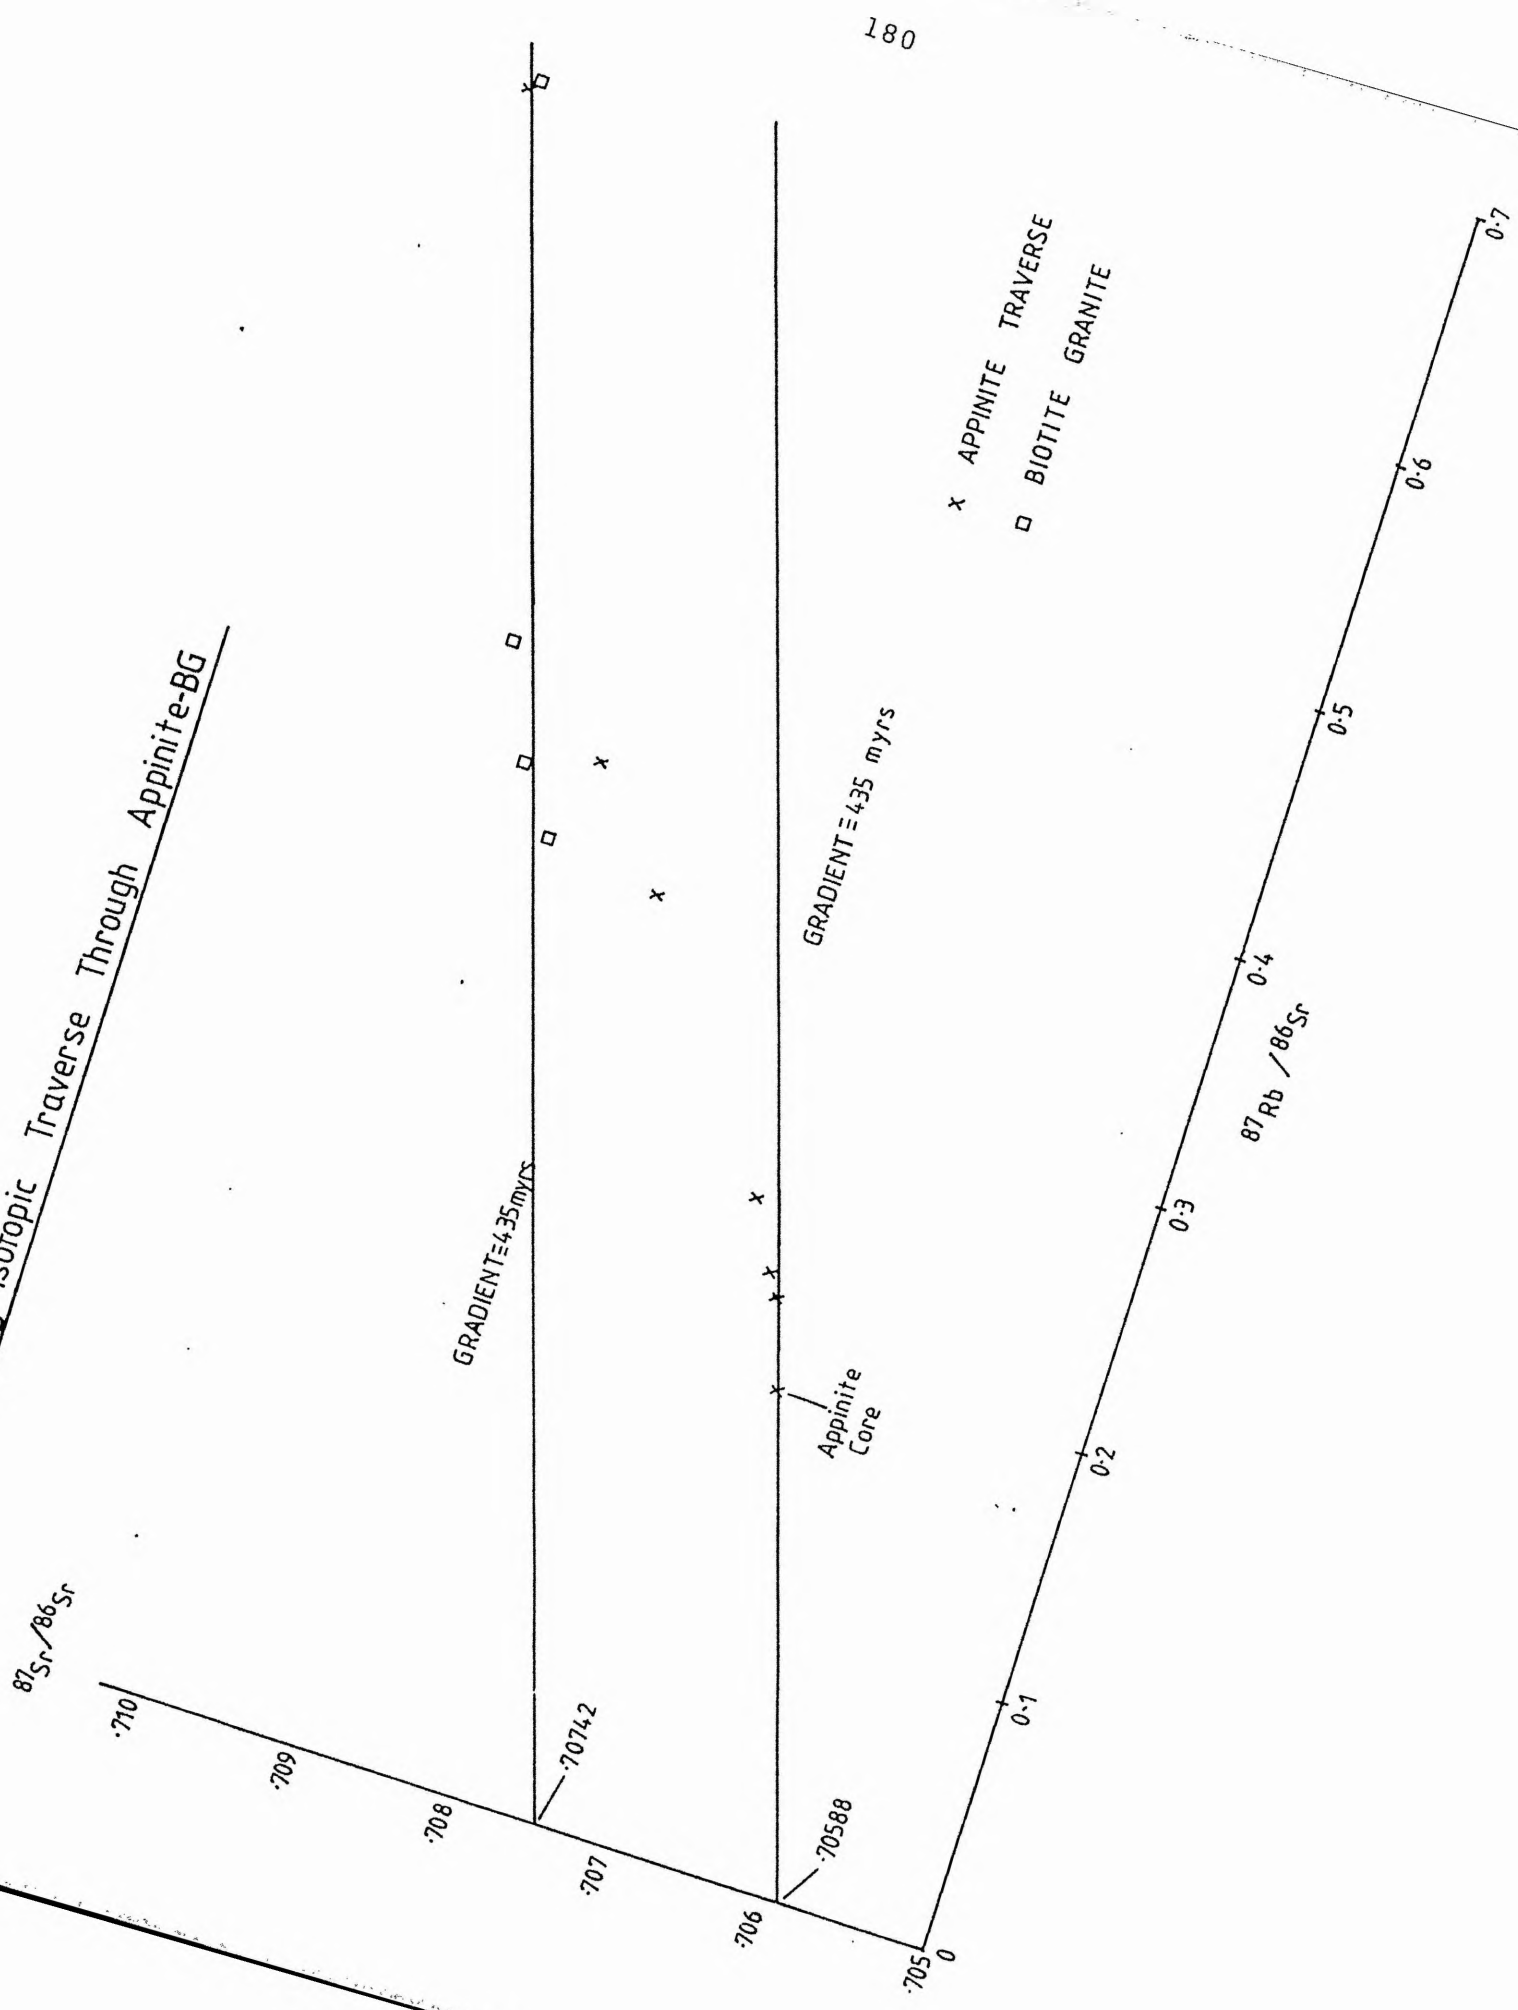 180
Isotopic Traverse Through Appinite-BG
87Sr/86Sr
·710
·709
·708
·707
·706
·705
·70742
·70588
GRADIENT≡435myrs
GRADIENT≡435 myrs
Appinite
Core
x APPINITE TRAVERSE
□ BIOTITE GRANITE
0
0·1
0·2
0·3
0·4
0·5
0·6
0·7
87Rb /86Sr